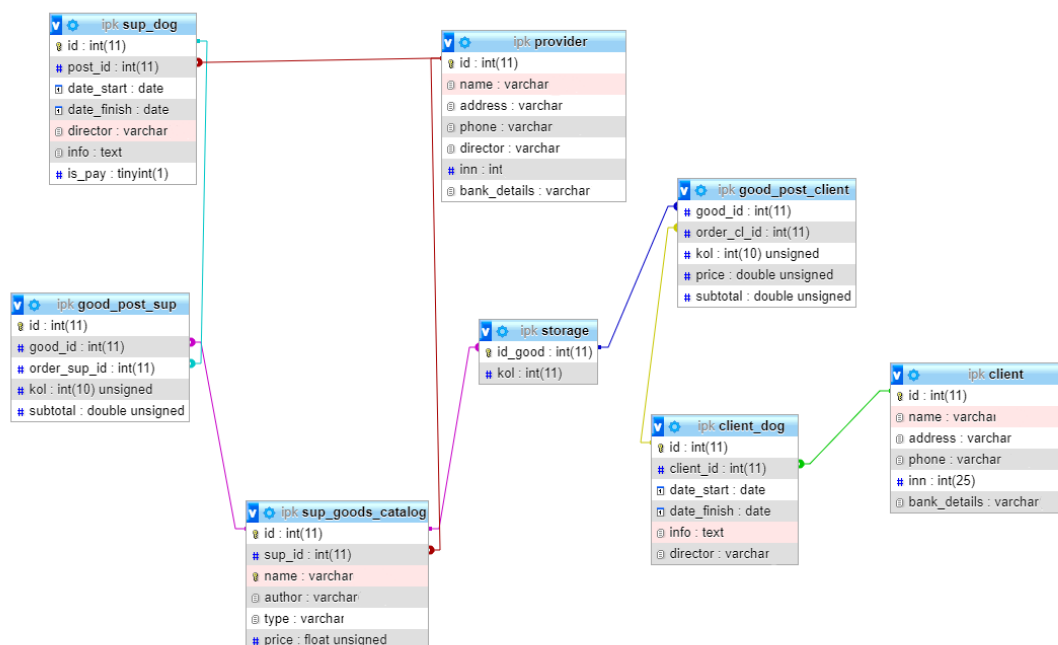 ipk sup_dog
id : int(11)
# post_id : int(11)
date_start : date
date_finish : date
director : varchar
info : text
# is_pay : tinyint(1)
ipk provider
id : int(11)
name : varchar
address : varchar
phone : varchar
director : varchar
# inn : int
bank_details : varchar
ipk good_post_client
# good_id : int(11)
# order_cl_id : int(11)
# kol : int(10) unsigned
# price : double unsigned
# subtotal : double unsigned
ipk good_post_sup
id : int(11)
# good_id : int(11)
# order_sup_id : int(11)
# kol : int(10) unsigned
# subtotal : double unsigned
ipk storage
id_good : int(11)
# kol : int(11)
ipk client
id : int(11)
name : varchar
address : varchar
phone : varchar
# inn : int(25)
bank_details : varchar
ipk client_dog
id : int(11)
# client_id : int(11)
date_start : date
date_finish : date
info : text
director : varchar
ipk sup_goods_catalog
id : int(11)
# sup_id : int(11)
name : varchar
author : varchar
type : varchar
# price : float unsigned